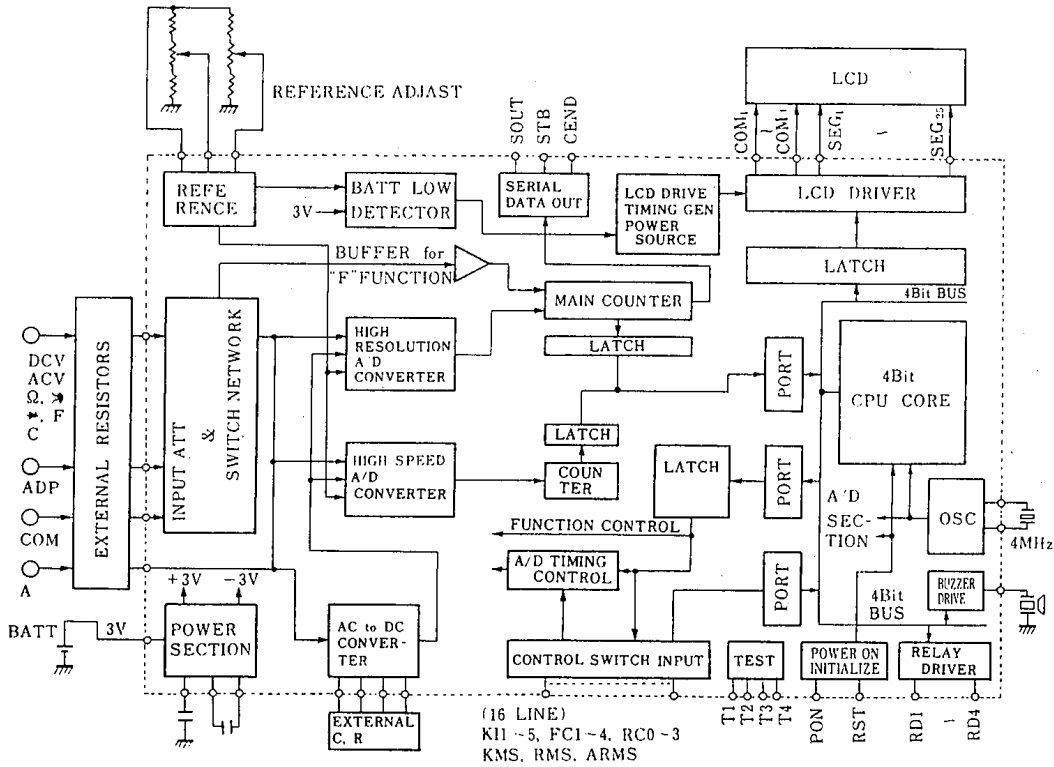 REFERENCE ADJAST
LCD
SOUT
STB
CEND
COM1
~
COM4
SEG1
~
SEG25
REFE
RENCE
BATT LOW
DETECTOR
3V
SERIAL
DATA OUT
LCD DRIVE
TIMING GEN
POWER
SOURCE
LCD DRIVER
LATCH
4Bit BUS
BUFFER for
"F" FUNCTION
MAIN COUNTER
LATCH
EXTERNAL RESISTORS
INPUT ATT
&
SWITCH NETWORK
HIGH
RESOLUTION
A/D
CONVERTER
PORT
4Bit
CPU CORE
DCV
ACV
Ω,
F
C
ADP
COM
A
LATCH
COUN
TER
HIGH SPEED
A/D
CONVERTER
LATCH
PORT
A/D
SEC-
TION
OSC
4MHz
FUNCTION CONTROL
A/D TIMING
CONTROL
PORT
4Bit
BUS
BUZZER
DRIVE
+3V
−3V
BATT
3V
POWER
SECTION
AC to DC
CONVER-
TER
CONTROL SWITCH INPUT
TEST
POWER ON
INITIALIZE
RELAY
DRIVER
EXTERNAL
C, R
T1
T2
T3
T4
PON
RST
RD1
~
RD4
(16 LINE)
KI1~5, FC1~4, RC0~3
KMS, RMS, ARMS